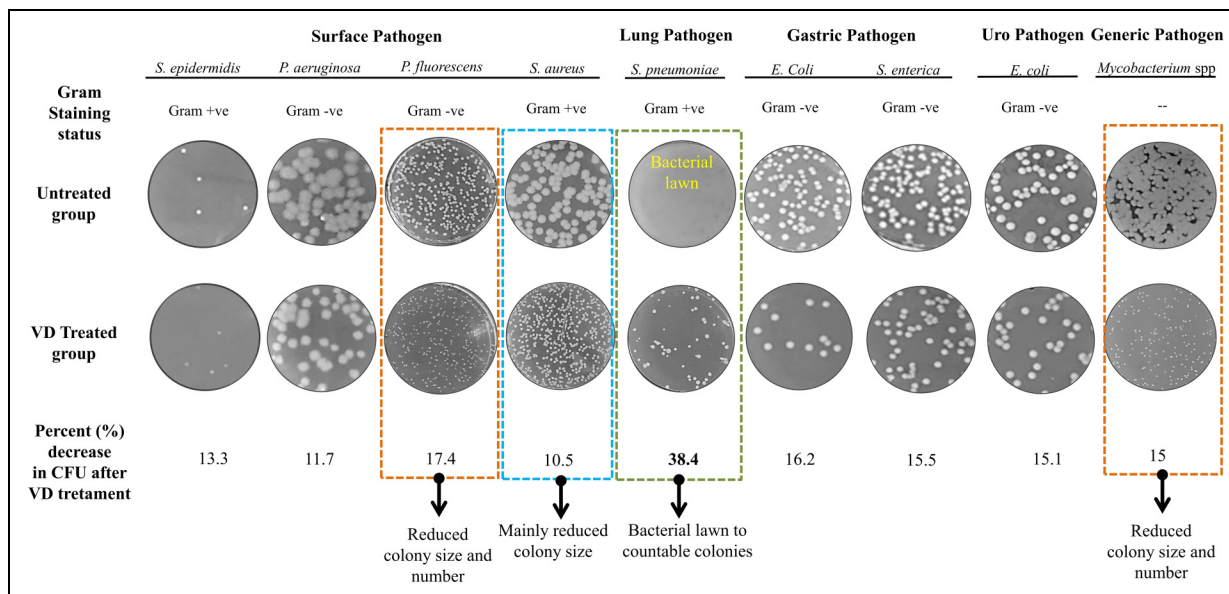 Surface Pathogen Lung Pathogen Gastric Pathogen Uro Pathogen Generic Pathogen
S. epidermidis P. aeruginosa P. fluorescens S. aureus S. pneumoniae E. Coli S. enterica E. coli Mycobacterium spp
Gram
Staining
status
Gram +ve Gram -ve Gram -ve Gram +ve Gram +ve Gram -ve Gram -ve Gram -ve --
Untreated
group
Bacterial
lawn
VD Treated
group
Percent (%)
decrease
in CFU after
VD tretament
13.3 11.7 17.4 10.5 38.4 16.2 15.5 15.1 15
Reduced
colony size and
number
Mainly reduced
colony size
Bacterial lawn to
countable colonies
Reduced
colony size and
number